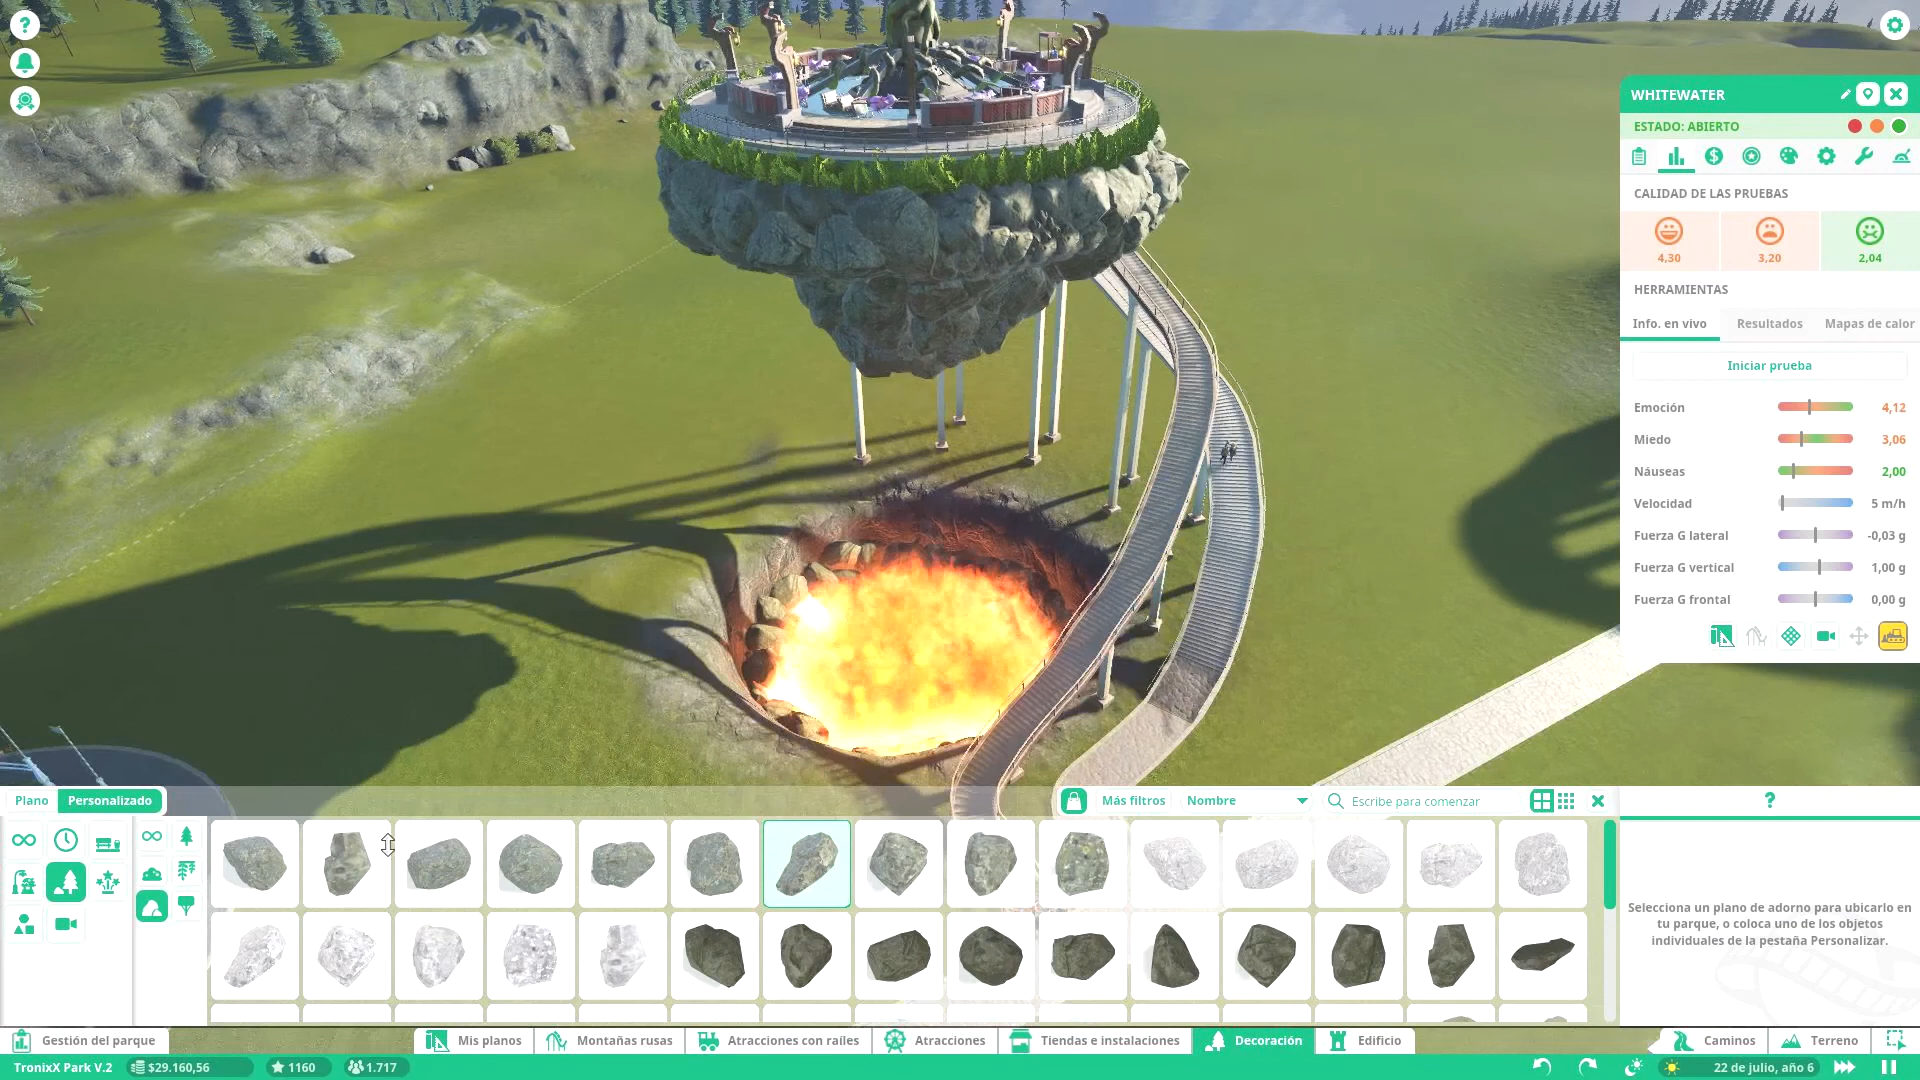 ?
WHITEWATER
ESTADO: ABIERTO
CALIDAD DE LAS PRUEBAS
4,30
3,20
2,04
HERRAMIENTAS
Info. en vivo
Resultados
Mapas de calor
Iniciar prueba
Emoción 4,12
Miedo 3,06
Náuseas 2,00
Velocidad 5 m/h
Fuerza G lateral -0,03 g
Fuerza G vertical 1,00 g
Fuerza G frontal 0,00 g
Plano
Personalizado
Más filtros
Nombre
Escribe para comenzar
?
Selecciona un plano de adorno para ubicarlo en
tu parque, o coloca uno de los objetos
individuales de la pestaña Personalizar.
Gestión del parque
Mis planos
Montañas rusas
Atracciones con raíles
Atracciones
Tiendas e instalaciones
Decoración
Edificio
Caminos
Terreno
TronixX Park V.2
$29.160,56
1160
1.717
22 de julio, año 6